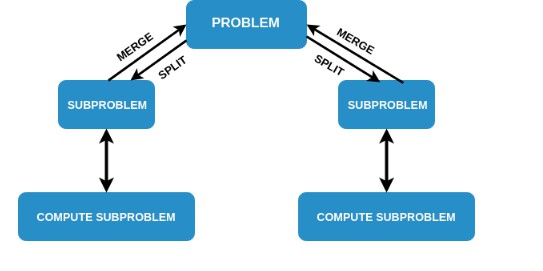 PROBLEM
MERGE
SPLIT
MERGE
SPLIT
SUBPROBLEM
SUBPROBLEM
COMPUTE SUBPROBLEM
COMPUTE SUBPROBLEM